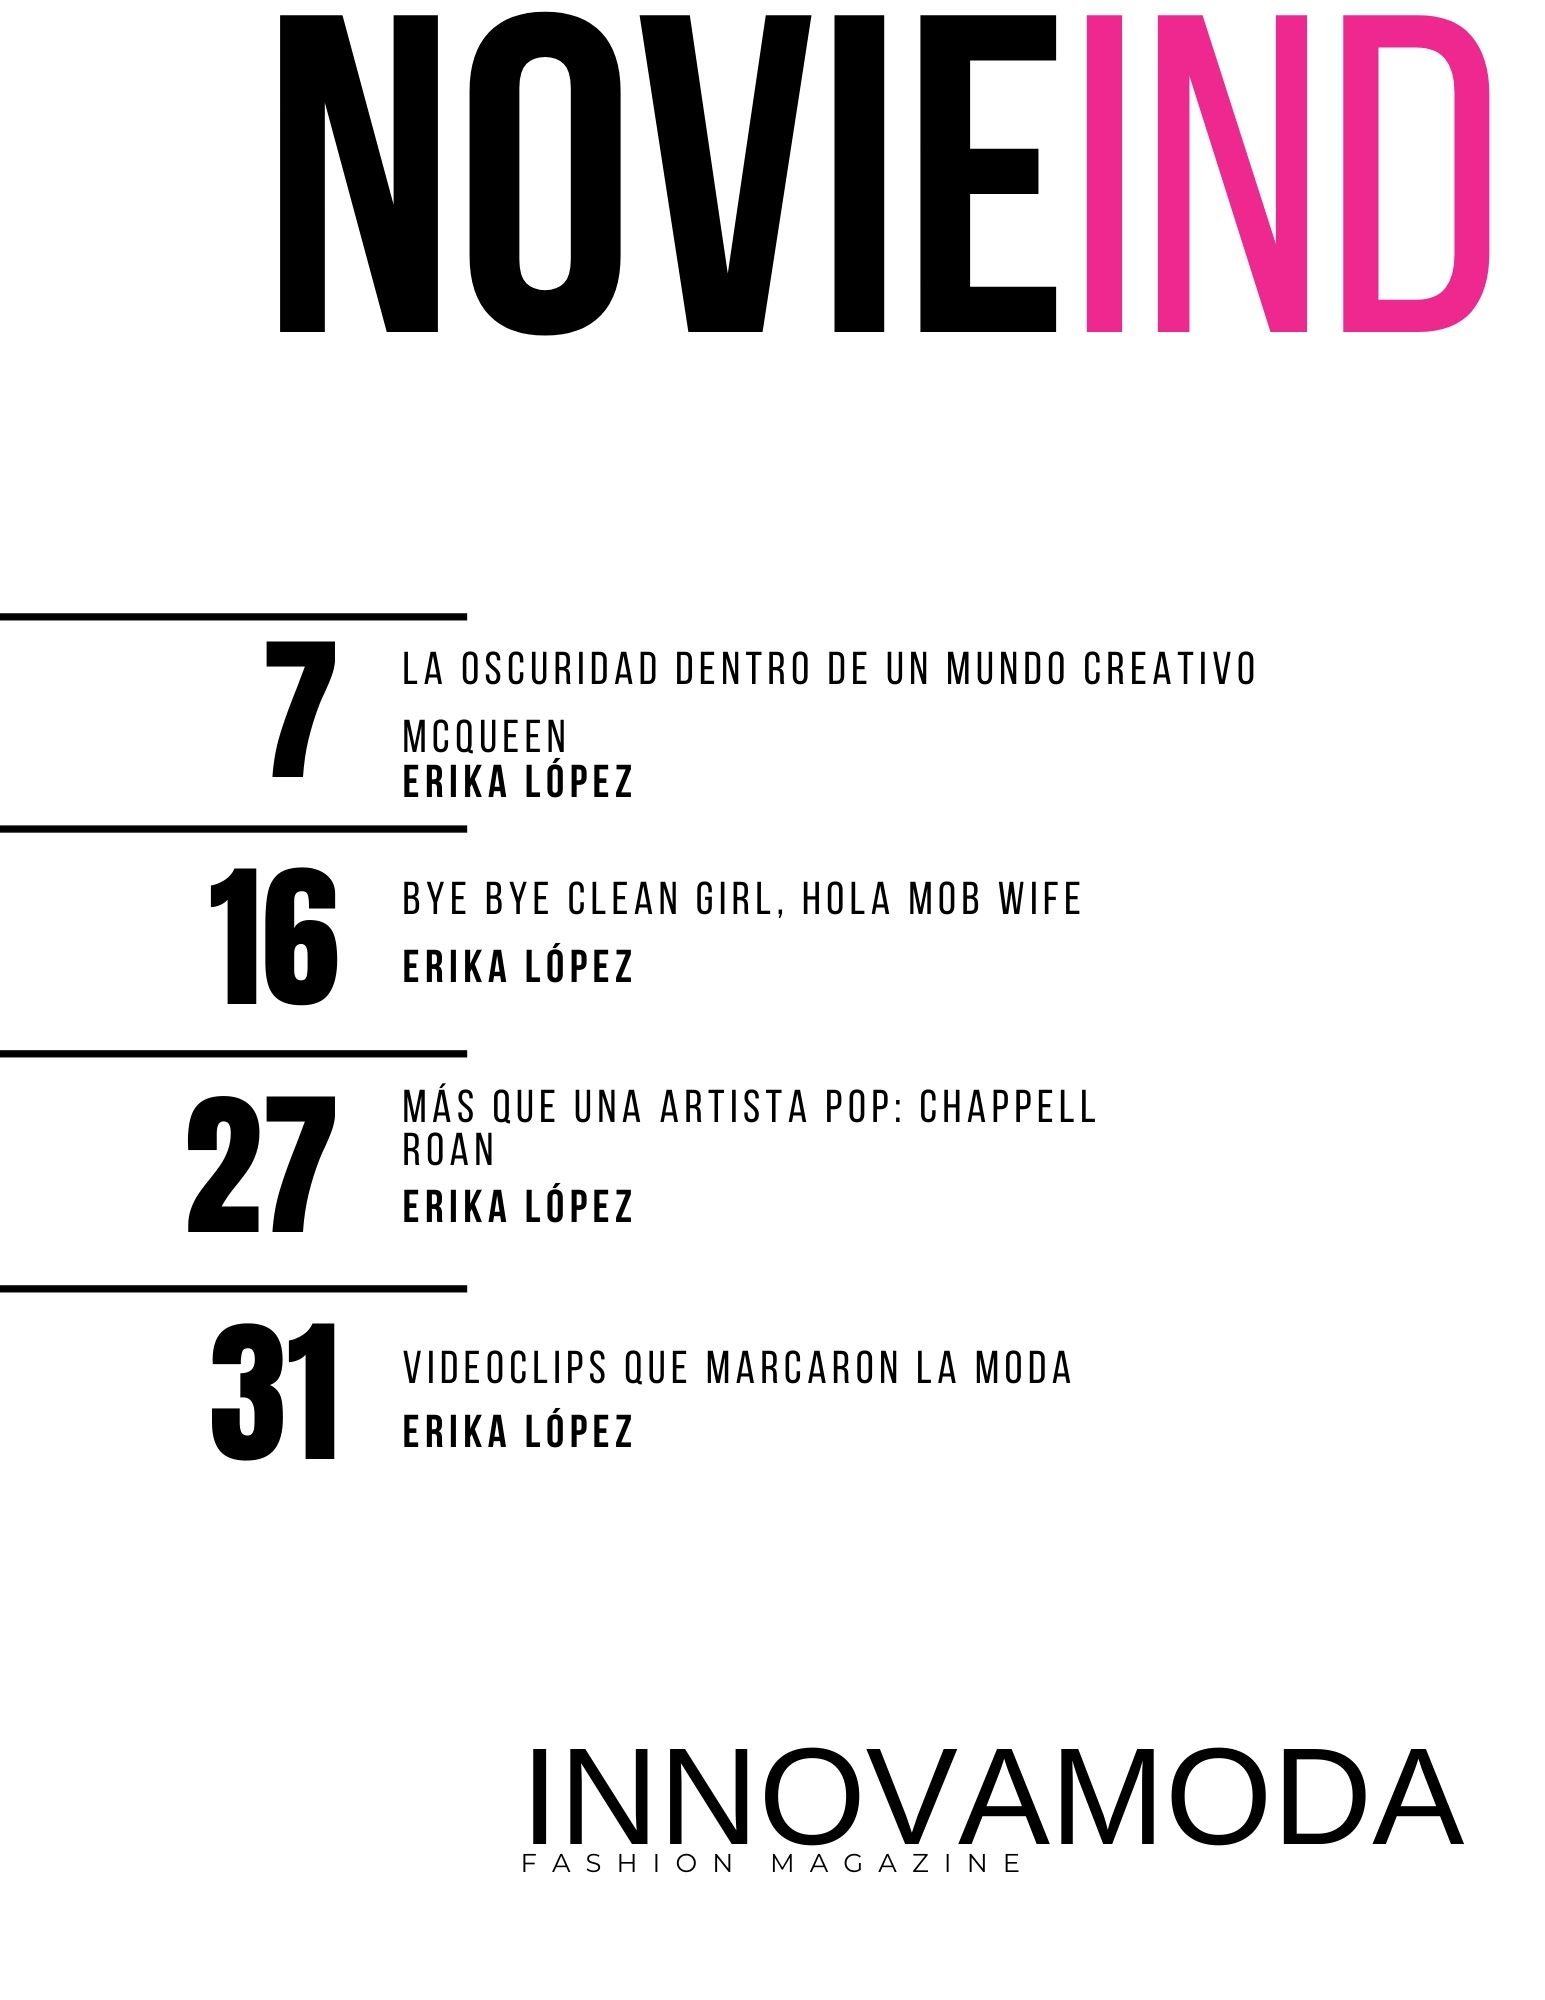 NOVIEIND
7
LA OSCURIDAD DENTRO DE UN MUNDO CREATIVO
MCQUEEN
ERIKA LÓPEZ
16
BYE BYE CLEAN GIRL, HOLA MOB WIFE
ERIKA LÓPEZ
27
MÁS QUE UNA ARTISTA POP: CHAPPELL
ROAN
ERIKA LÓPEZ
31
VIDEOCLIPS QUE MARCARON LA MODA
ERIKA LÓPEZ
INNOVAMODA
FASHION MAGAZINE